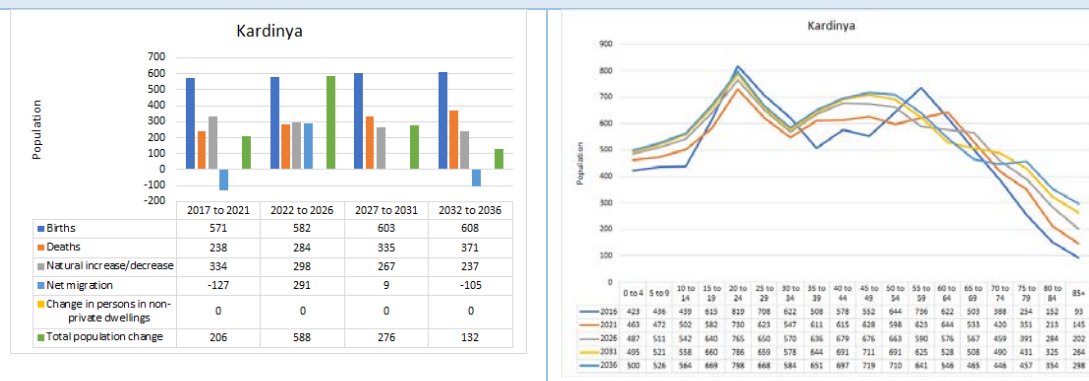 Kardinya
Population
700
600
500
400
300
200
100
0
-100
-200
2017 to 2021 2022 to 2026 2027 to 2031 2032 to 2036
Births 571 582 603 608
Deaths 238 284 335 371
Natural increase/decrease 334 298 267 237
Net migration -127 291 9 -105
Change in persons in non-
private dwellings 0 0 0 0
Total population change 206 588 276 132
Kardinya
Population
900
800
700
600
500
400
300
200
100
0
0 to 4 5 to 9 10 to 14 15 to 19 20 to 24 25 to 29 30 to 34 35 to 39 40 to 44 45 to 49 50 to 54 55 to 59 60 to 64 65 to 69 70 to 74 75 to 79 80 to 84 85+
2016 423 436 439 615 819 708 622 508 578 552 644 736 622 503 388 254 152 93
2021 463 472 502 582 730 623 547 611 615 628 598 623 644 533 420 351 213 145
2026 487 511 542 640 765 650 570 636 679 676 663 590 576 567 459 391 284 202
2031 495 521 558 660 786 659 578 644 691 711 691 625 528 508 490 431 325 264
2036 500 526 564 669 798 668 584 651 697 719 710 641 546 465 446 457 354 298